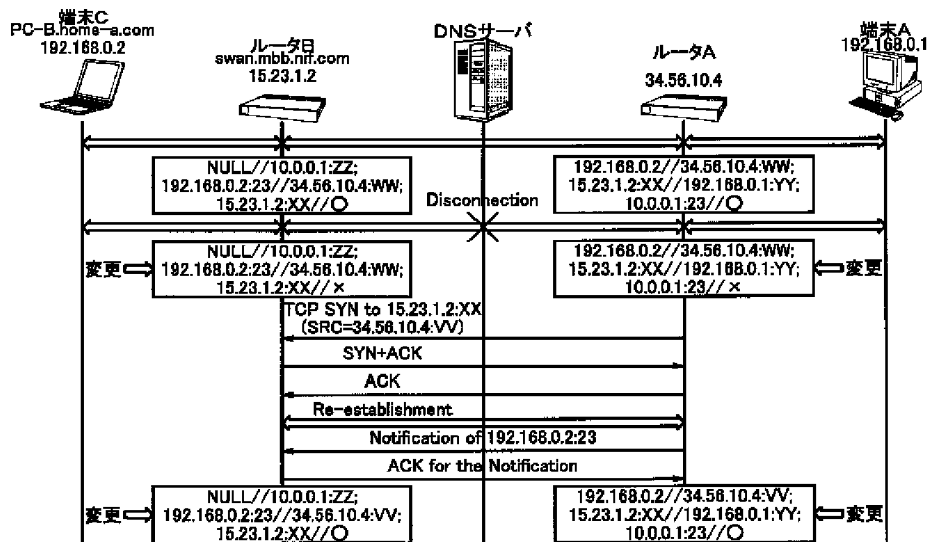 端末C
PC-B.home-a.com
192.168.0.2
ルータB
swan.mbb.nif.com
15.23.1.2
DNSサーバ
ルータA
34.56.10.4
端末A
192.168.0.1
NULL//10.0.0.1:ZZ;
192.168.0.2:23//34.56.10.4:WW;
15.23.1.2:XX//○
192.168.0.2//34.56.10.4:WW;
15.23.1.2:XX//192.168.0.1:YY;
10.0.0.1:23//○
Disconnection
変更
NULL//10.0.0.1:ZZ;
192.168.0.2:23//34.56.10.4:WW;
15.23.1.2:XX//×
192.168.0.2//34.56.10.4:WW;
15.23.1.2:XX//192.168.0.1:YY;
10.0.0.1:23//×
変更
TCP SYN to 15.23.1.2:XX
(SRC=34.56.10.4:VV)
SYN+ACK
ACK
Re-establishment
Notification of 192.168.0.2:23
ACK for the Notification
変更
NULL//10.0.0.1:ZZ;
192.168.0.2:23//34.56.10.4:VV;
15.23.1.2:XX//○
192.168.0.2//34.56.10.4:VV;
15.23.1.2:XX//192.168.0.1:YY;
10.0.0.1:23//○
変更